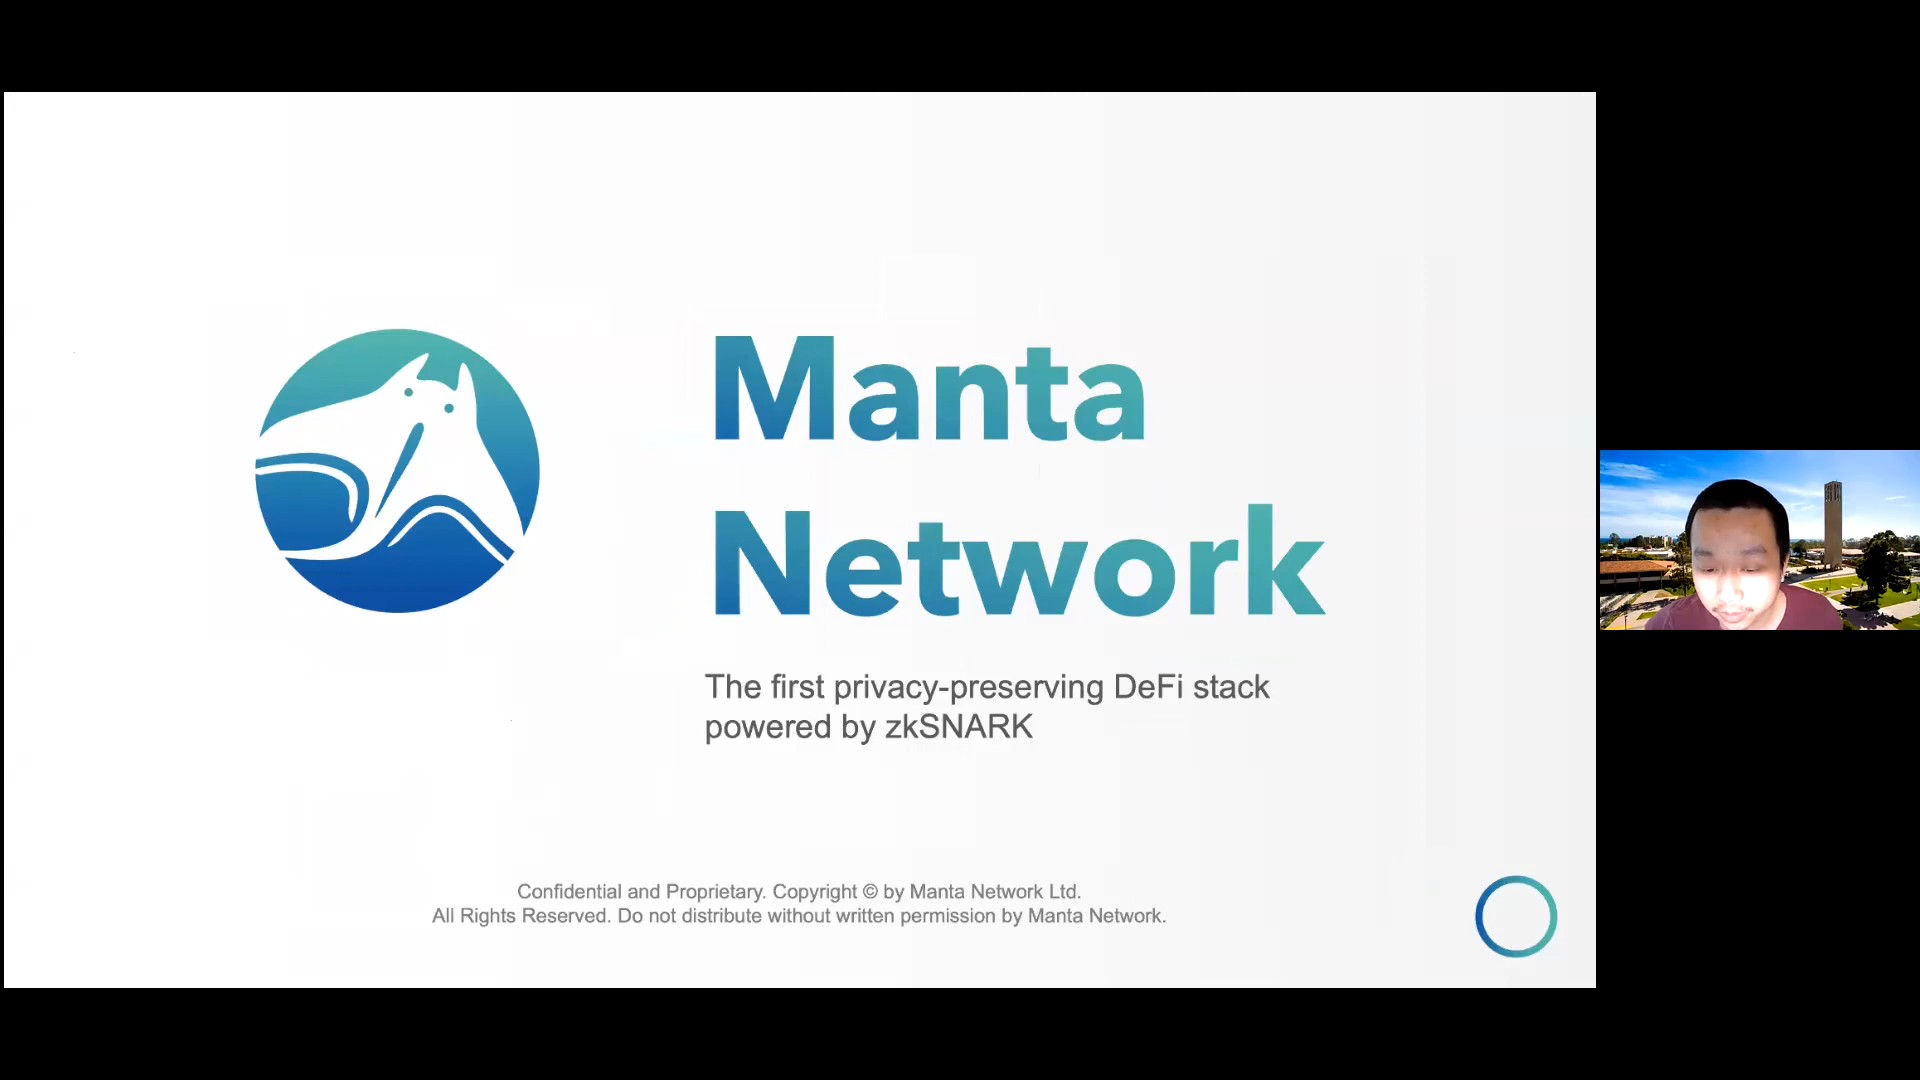 Manta
Network
The first privacy-preserving DeFi stack
powered by zkSNARK
Confidential and Proprietary. Copyright © by Manta Network Ltd.
All Rights Reserved. Do not distribute without written permission by Manta Network.